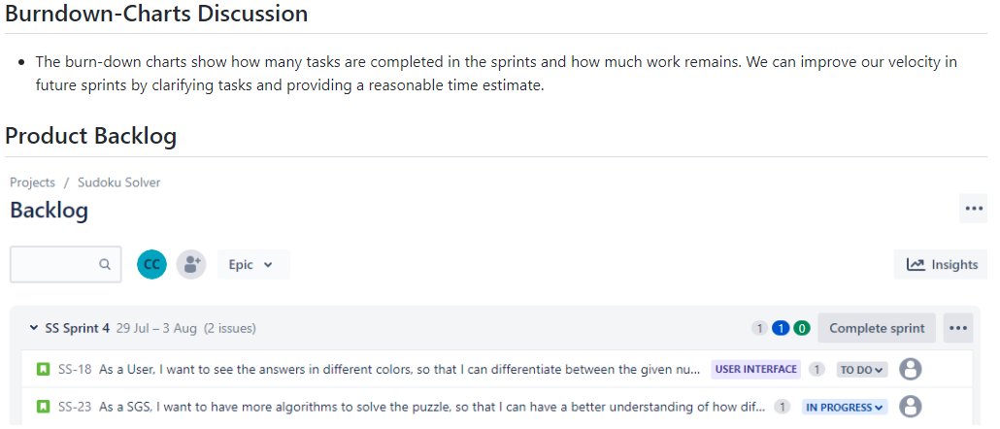 Burndown-Charts Discussion
The burn-down charts show how many tasks are completed in the sprints and how much work remains. We can improve our velocity in
future sprints by clarifying tasks and providing a reasonable time estimate.
Product Backlog
Projects / Sudoku Solver
Backlog
CC Epic Insights
SS Sprint 4 29 Jul – 3 Aug (2 issues) 1 1 0 Complete sprint
SS-18 As a User, I want to see the answers in different colors, so that I can differentiate between the given nu... USER INTERFACE 1 TO DO
SS-23 As a SGS, I want to have more algorithms to solve the puzzle, so that I can have a better understanding of how dif... 1 IN PROGRESS